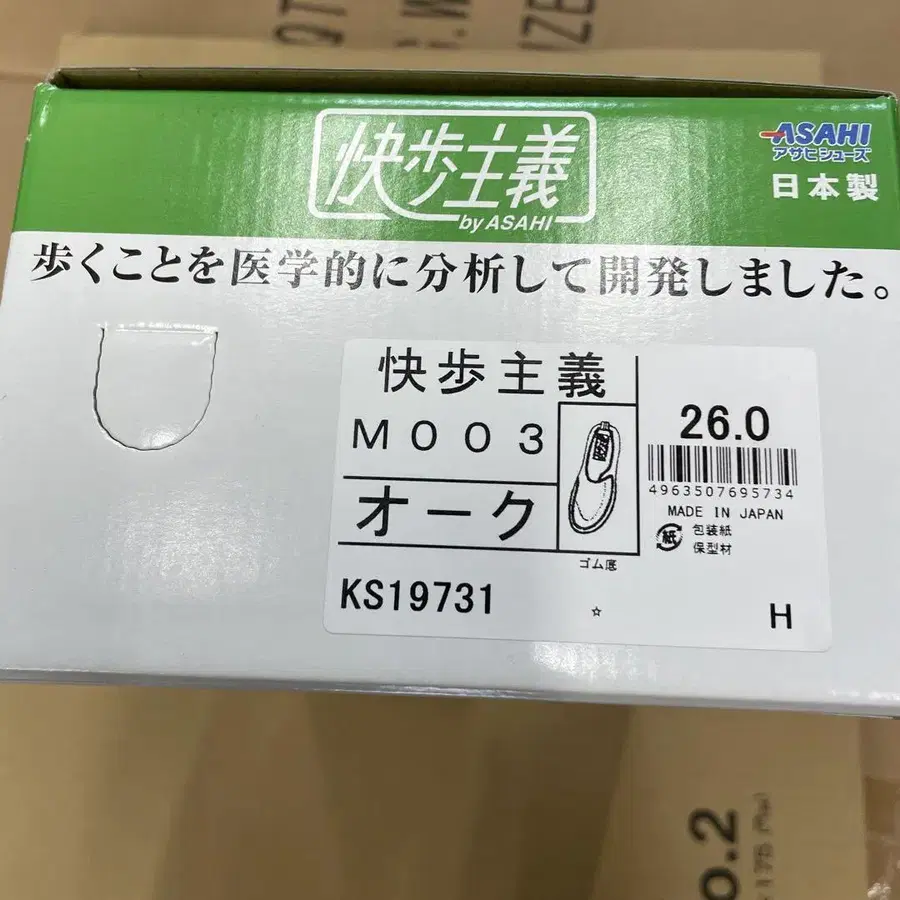 快歩主義
by ASAHI
ASAHI
アサヒシューズ
日本製
歩くことを医学的に分析して開発しました。
快歩主義
M003
オーク
KS19731
ゴム底
☆
26.0
4963507695734
MADE IN JAPAN
紙
包装紙
保型材
H
o.2